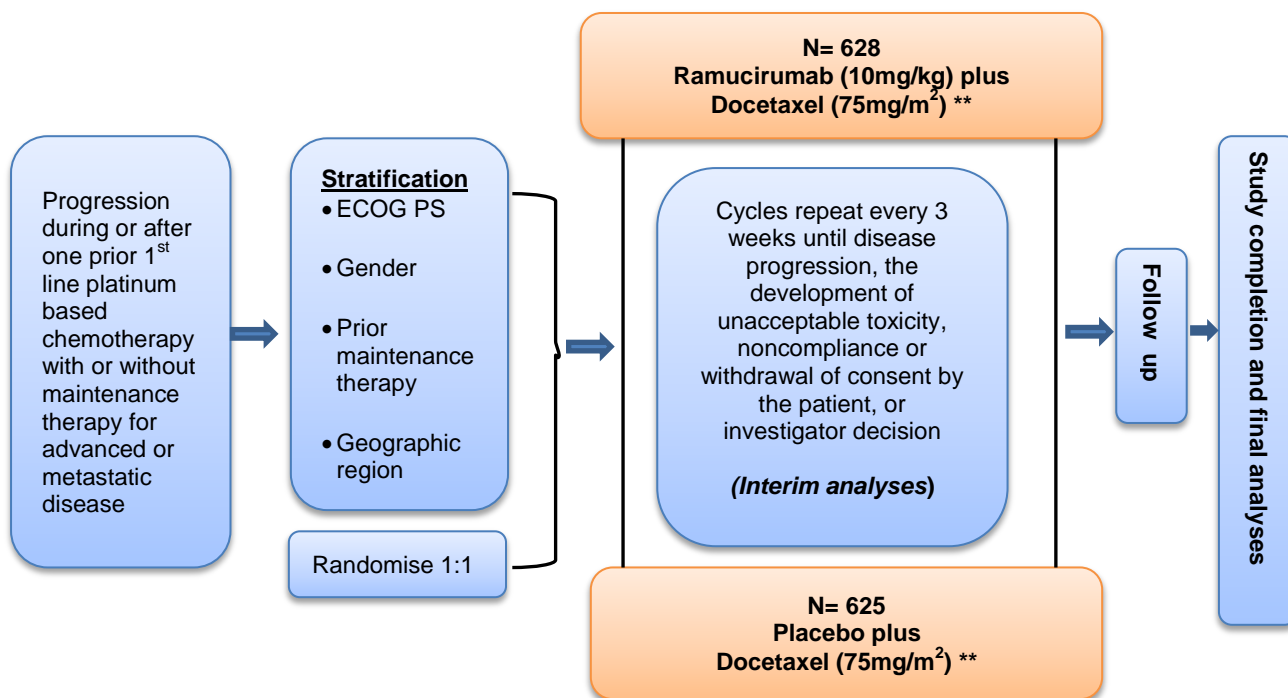 Progression
during or after
one prior 1st
line platinum
based
chemotherapy
with or without
maintenance
therapy for
advanced or
metastatic
disease
Stratification
• ECOG PS
• Gender
• Prior
maintenance
therapy
• Geographic
region
Randomise 1:1
N= 628
Ramucirumab (10mg/kg) plus
Docetaxel (75mg/m²) **
Cycles repeat every 3
weeks until disease
progression, the
development of
unacceptable toxicity,
noncompliance or
withdrawal of consent by
the patient, or
investigator decision
(Interim analyses)
N= 625
Placebo plus
Docetaxel (75mg/m²) **
Follow up
Study completion and final analyses